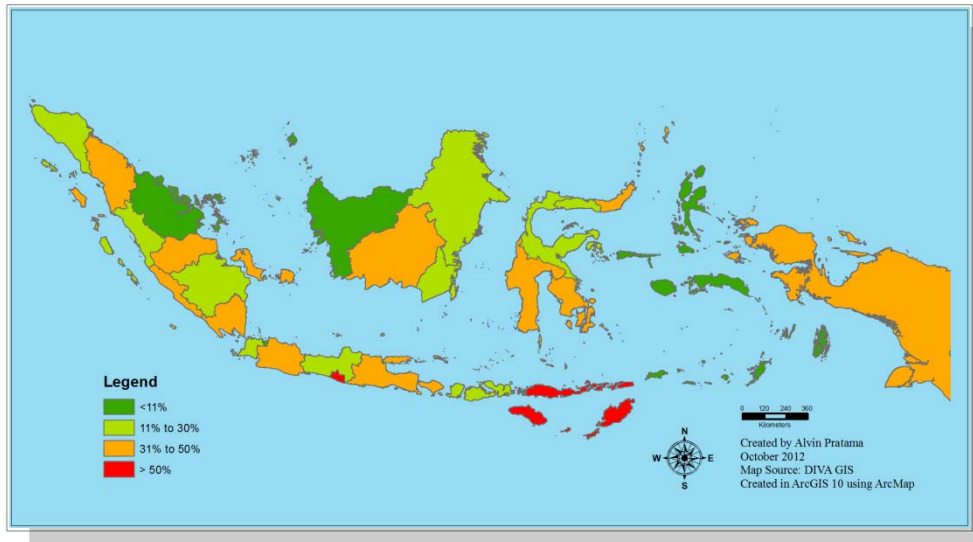 Legend
<11%
11% to 30%
31% to 50%
> 50%
0 120 240 360
Kilometers
N
W E
S
Created by Alvin Pratama
October 2012
Map Source: DIVA GIS
Created in ArcGIS 10 using ArcMap